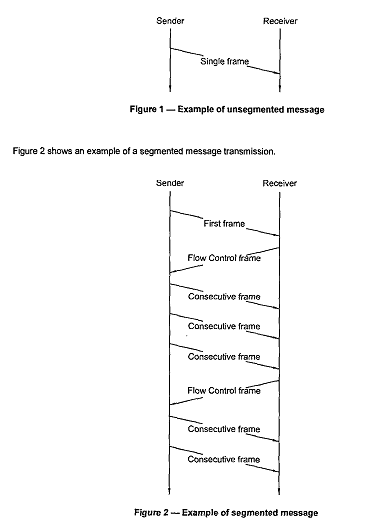 Sender Receiver
Single frame
Figure 1 — Example of unsegmented message
Figure 2 shows an example of a segmented message transmission.
Sender Receiver
First frame
Flow Control frame
Consecutive frame
Consecutive frame
Consecutive frame
Flow Control frame
Consecutive frame
Consecutive frame
Figure 2 — Example of segmented message